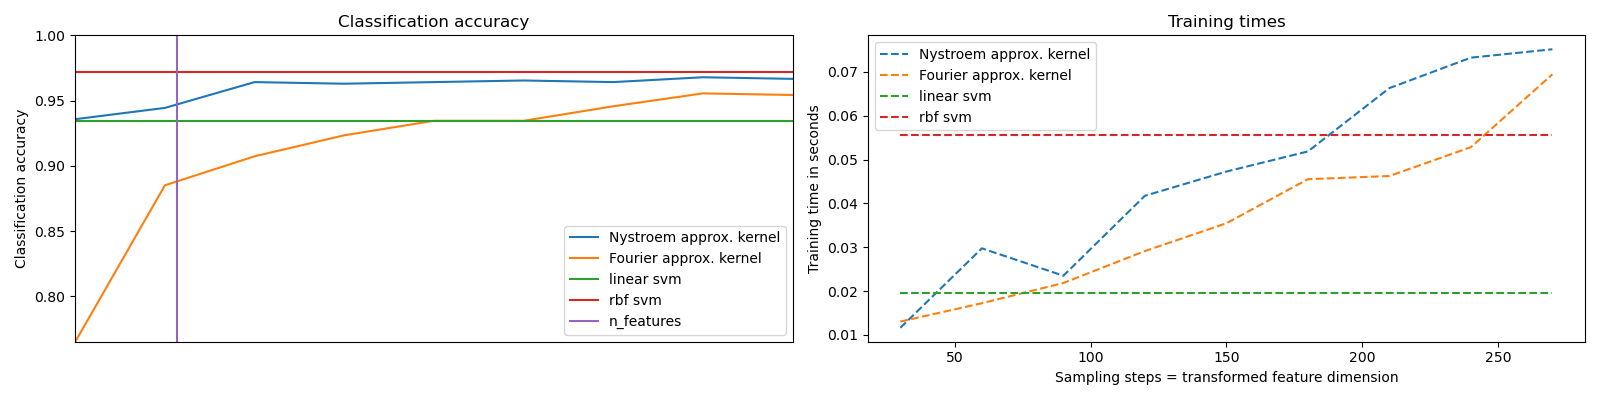 Classification accuracy
1.00
0.95
0.90
0.85
0.80
Classification accuracy
Nystroem approx. kernel
Fourier approx. kernel
linear svm
rbf svm
n_features
Training times
0.07
0.06
0.05
0.04
0.03
0.02
0.01
Training time in seconds
Nystroem approx. kernel
Fourier approx. kernel
linear svm
rbf svm
50
100
150
200
250
Sampling steps = transformed feature dimension